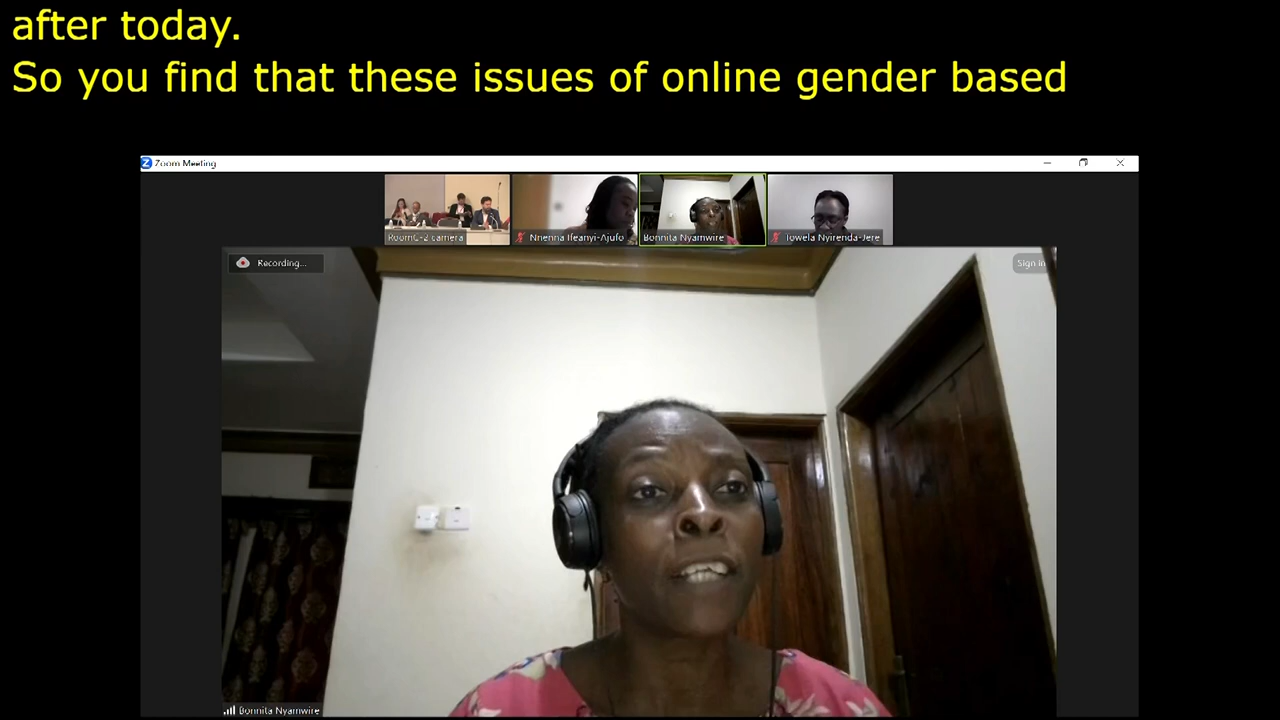 after today.
So you find that these issues of online gender based
Zoom Meeting
RoomC-2 camera
Nnenna Ifeanyi-Ajufo
Bonnita Nyamwire
Towela Nyirenda-Jere
Recording...
Sign in
Bonnita Nyamwire